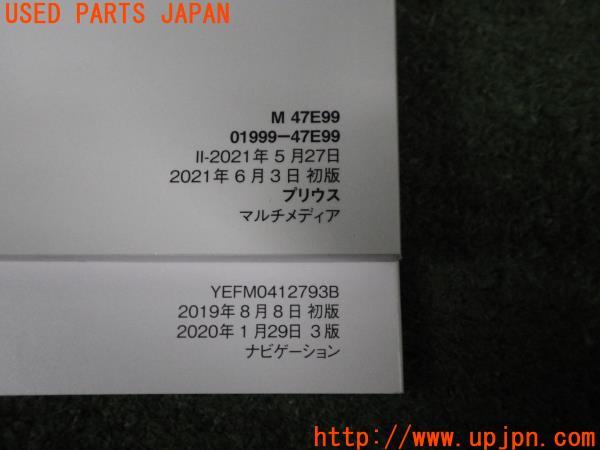 USED PARTS JAPAN
M 47E99
01999−47E99
II-2021年 5 月27日
2021年 6 月 3 日 初版
プリウス
マルチメディア
YEFM0412793B
2019年 8 月 8 日 初版
2020年 1 月29日 3 版
ナビゲーション
http://www.upjpn.com